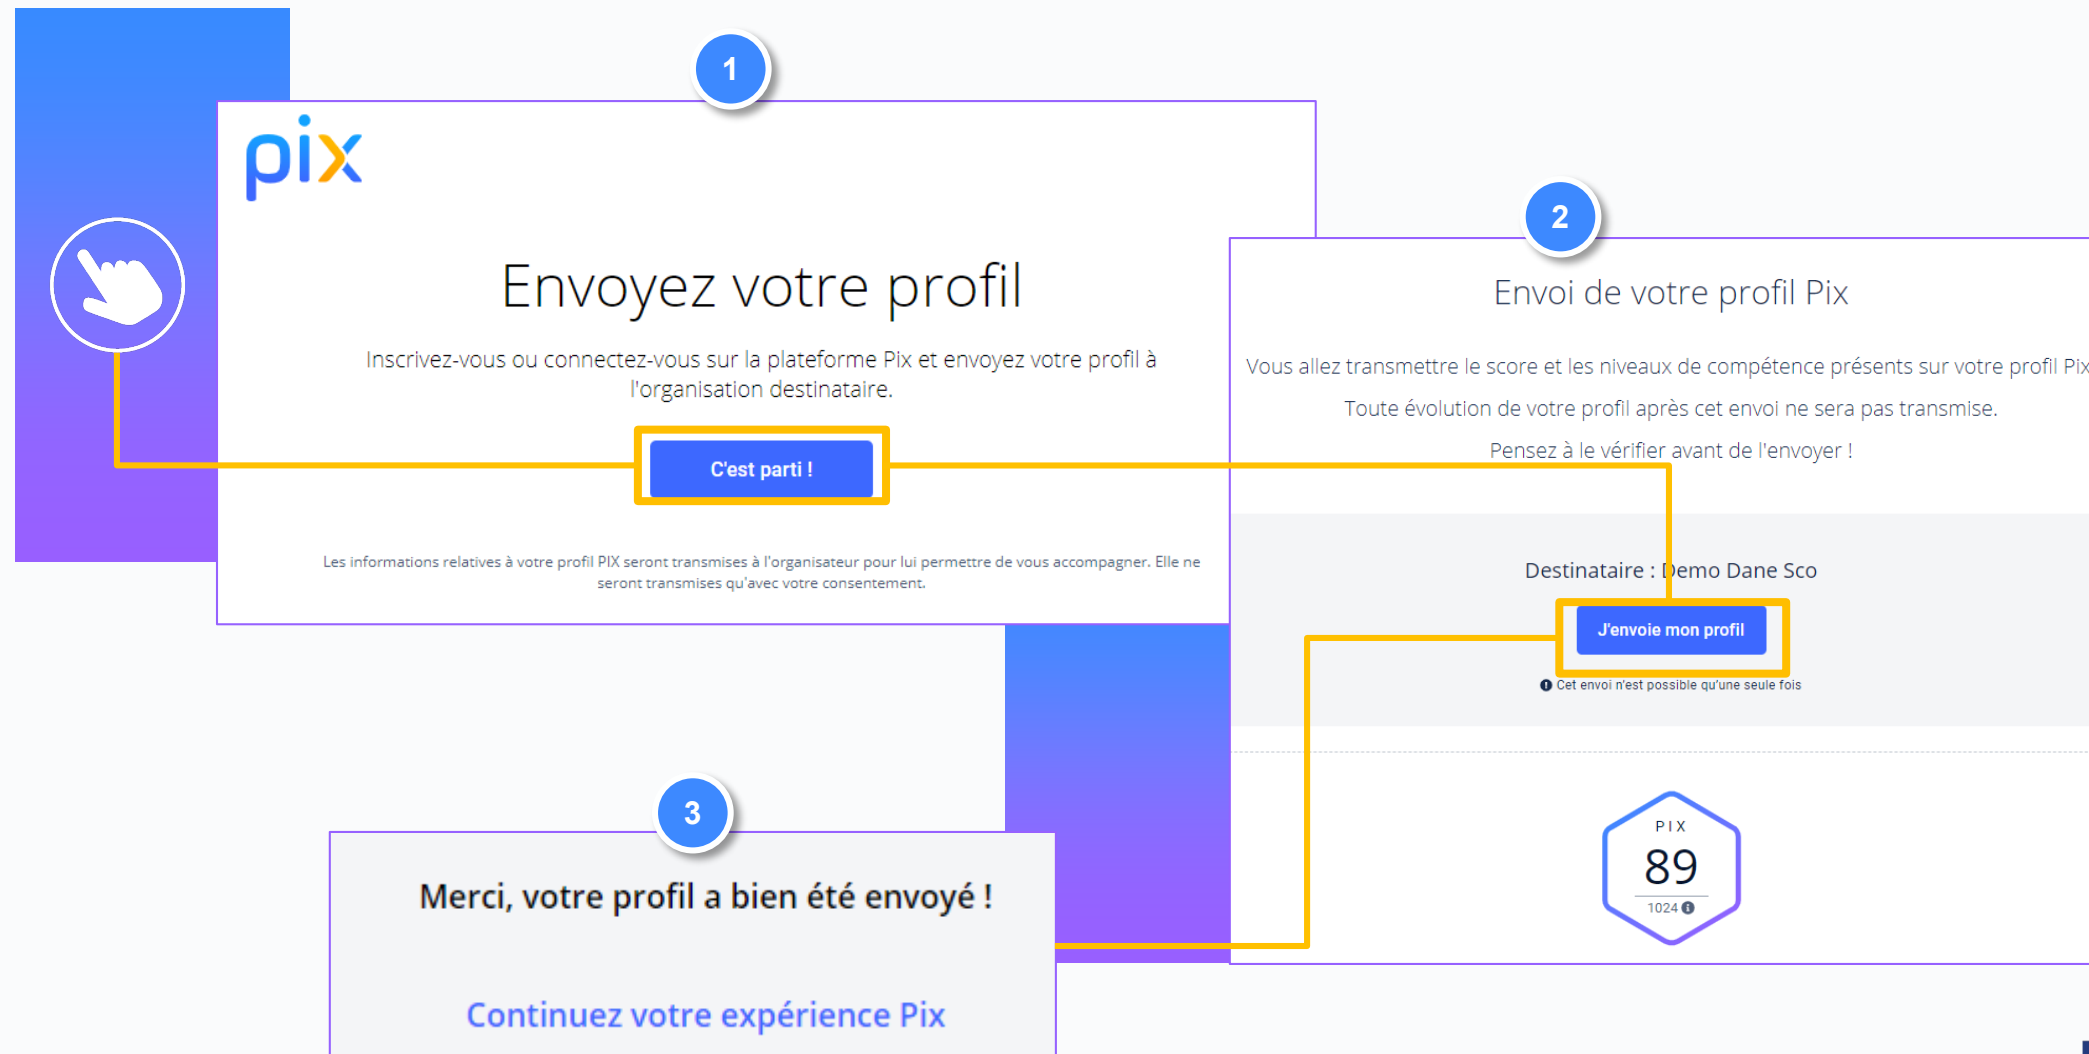 1
pix
Envoyez votre profil
Inscrivez-vous ou connectez-vous sur la plateforme Pix et envoyez votre profil à
l'organisation destinataire.
C'est parti !
Les informations relatives à votre profil PIX seront transmises à l'organisateur pour lui permettre de vous accompagner. Elle ne
seront transmises qu'avec votre consentement.
2
Envoi de votre profil Pix
Vous allez transmettre le score et les niveaux de compétence présents sur votre profil Pix
Toute évolution de votre profil après cet envoi ne sera pas transmise.
Pensez à le vérifier avant de l'envoyer !
Destinataire : Demo Dane Sco
J'envoie mon profil
Cet envoi n'est possible qu'une seule fois
PIX
89
1024
3
Merci, votre profil a bien été envoyé !
Continuez votre expérience Pix